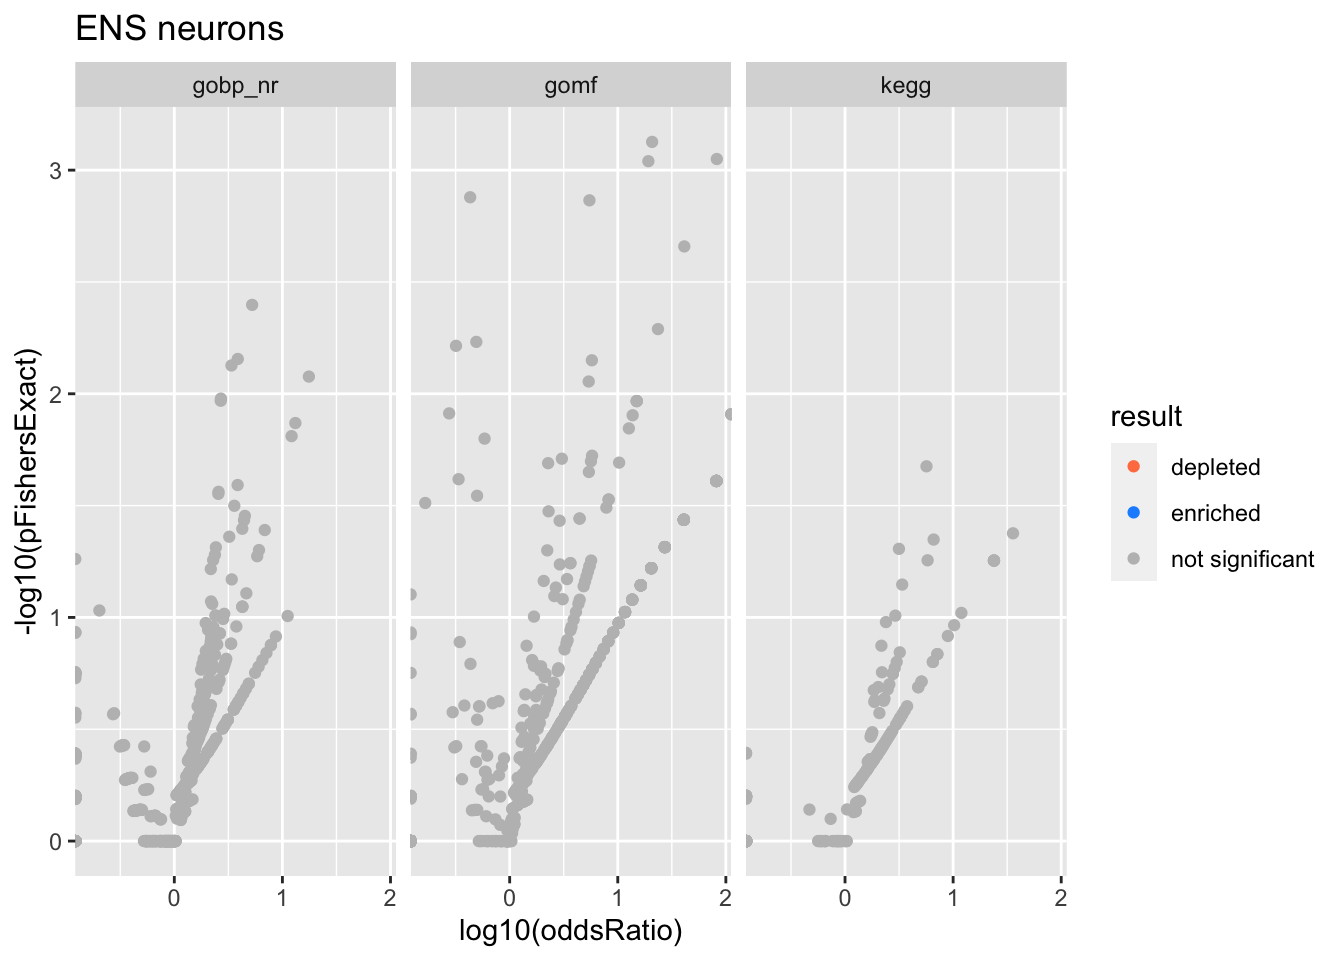 ENS neurons
gobp_nr
gomf
kegg
-log10(pFishersExact)
3
2
1
0
0 1 2
0 1 2
0 1 2
log10(oddsRatio)
result
depleted
enriched
not significant